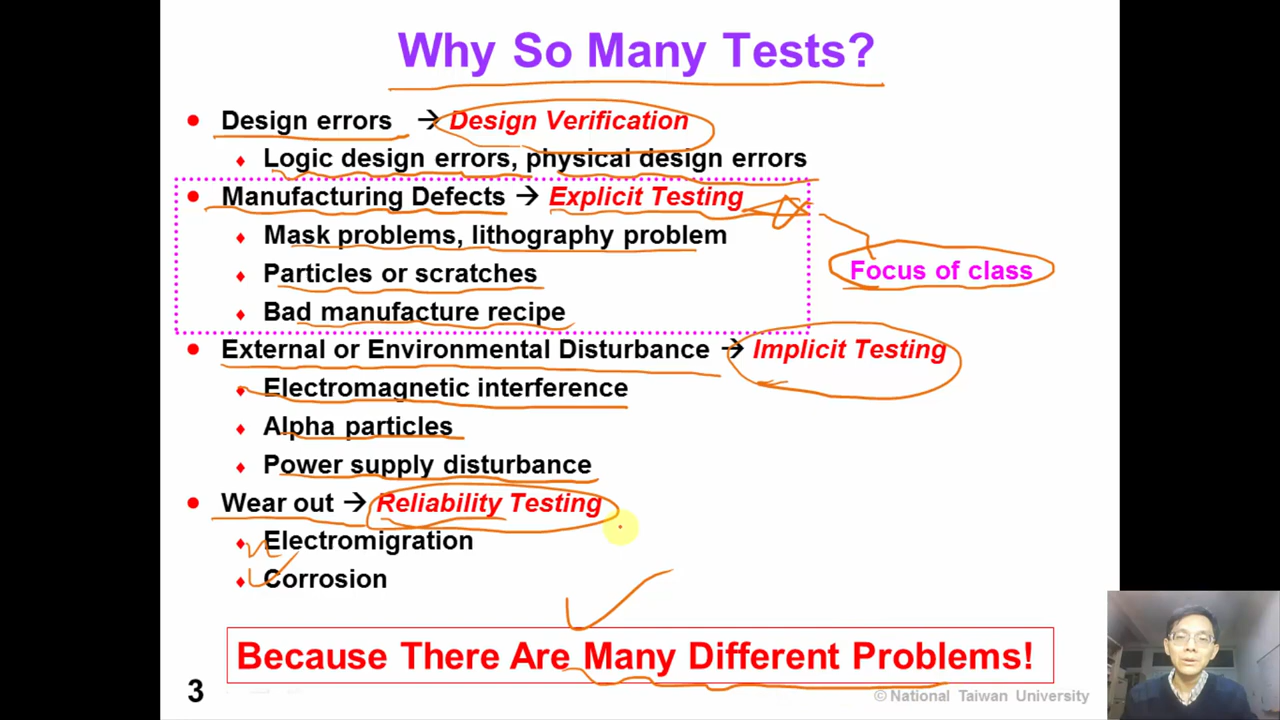 Why So Many Tests?
• Design errors → Design Verification
♦ Logic design errors, physical design errors
• Manufacturing Defects → Explicit Testing
♦ Mask problems, lithography problem
Focus of class
♦ Particles or scratches
♦ Bad manufacture recipe
• External or Environmental Disturbance → Implicit Testing
♦ Electromagnetic interference
♦ Alpha particles
♦ Power supply disturbance
• Wear out → Reliability Testing
♦ Electromigration
♦ Corrosion
Because There Are Many Different Problems!
3
© National Taiwan University